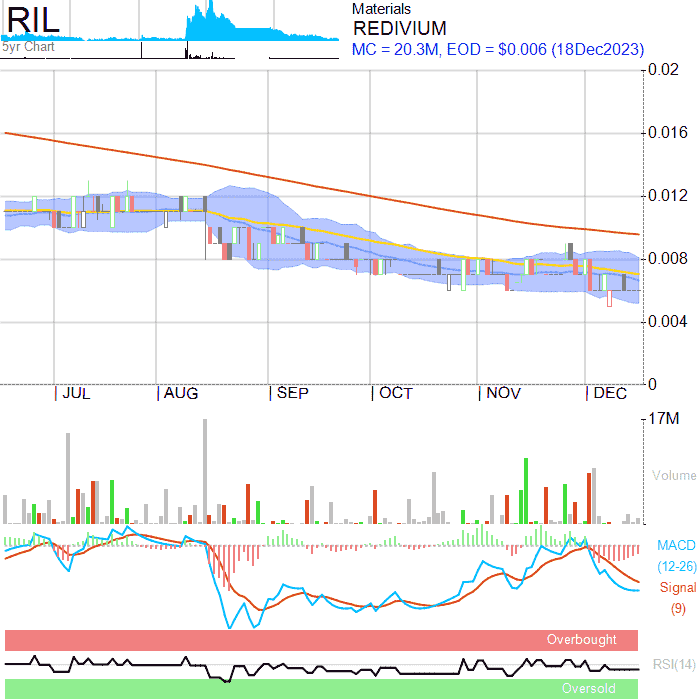 RIL
5yr Chart
Materials
REDIVIUM
MC = 20.3M, EOD = $0.006 (18Dec2023)
0.02
0.016
0.012
0.008
0.004
0
JUL AUG SEP OCT NOV DEC
17M
Volume
MACD
(12-26)
Signal
(9)
Overbought
RSI(14)
Oversold